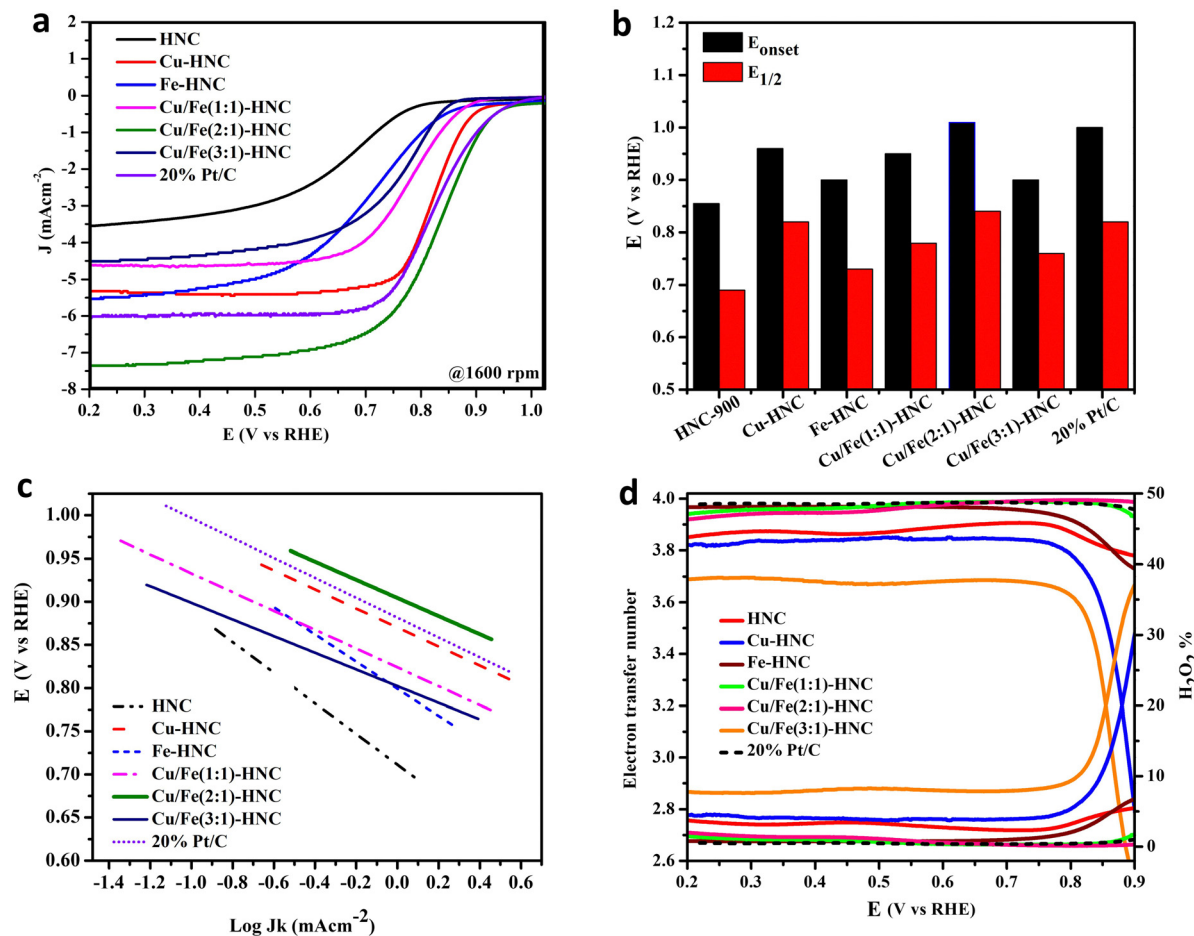 a
HNC
Cu-HNC
Fe-HNC
Cu/Fe(1:1)-HNC
Cu/Fe(2:1)-HNC
Cu/Fe(3:1)-HNC
20% Pt/C
2
1
0
-1
-2
-3
-4
-5
-6
-7
-8
J (mAcm-2)
@1600 rpm
0.2 0.3 0.4 0.5 0.6 0.7 0.8 0.9 1.0
E (V vs RHE)
b
Eonset
E1/2
1.2
1.1
1.0
0.9
0.8
0.7
0.6
0.5
E (V vs RHE)
HNC-900
Cu-HNC
Fe-HNC
Cu/Fe(1:1)-HNC
Cu/Fe(2:1)-HNC
Cu/Fe(3:1)-HNC
20% Pt/C
c
1.00
0.95
0.90
0.85
0.80
0.75
0.70
0.65
0.60
E (V vs RHE)
HNC
Cu-HNC
Fe-HNC
Cu/Fe(1:1)-HNC
Cu/Fe(2:1)-HNC
Cu/Fe(3:1)-HNC
20% Pt/C
-1.4 -1.2 -1.0 -0.8 -0.6 -0.4 -0.2 0.0 0.2 0.4 0.6
Log Jk (mAcm-2)
d
4.0
3.8
3.6
3.4
3.2
3.0
2.8
2.6
Electron transfer number
HNC
Cu-HNC
Fe-HNC
Cu/Fe(1:1)-HNC
Cu/Fe(2:1)-HNC
Cu/Fe(3:1)-HNC
20% Pt/C
50
40
30
20
10
0
H2O2, %
0.2 0.3 0.4 0.5 0.6 0.7 0.8 0.9
E (V vs RHE)